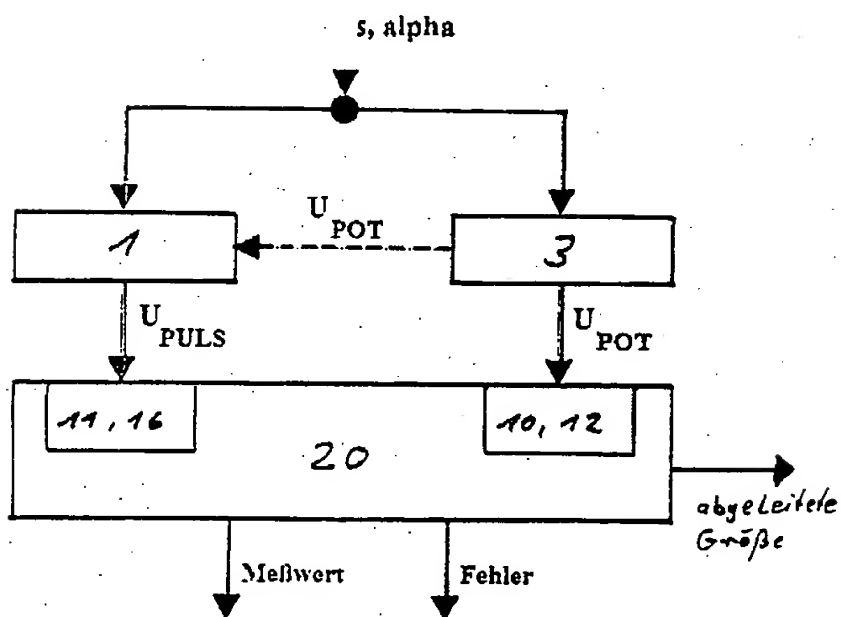 s, alpha
1
U POT
3
U PULS
U POT
11, 16
10, 12
20
abgeleitete
Größe
Meßwert
Fehler